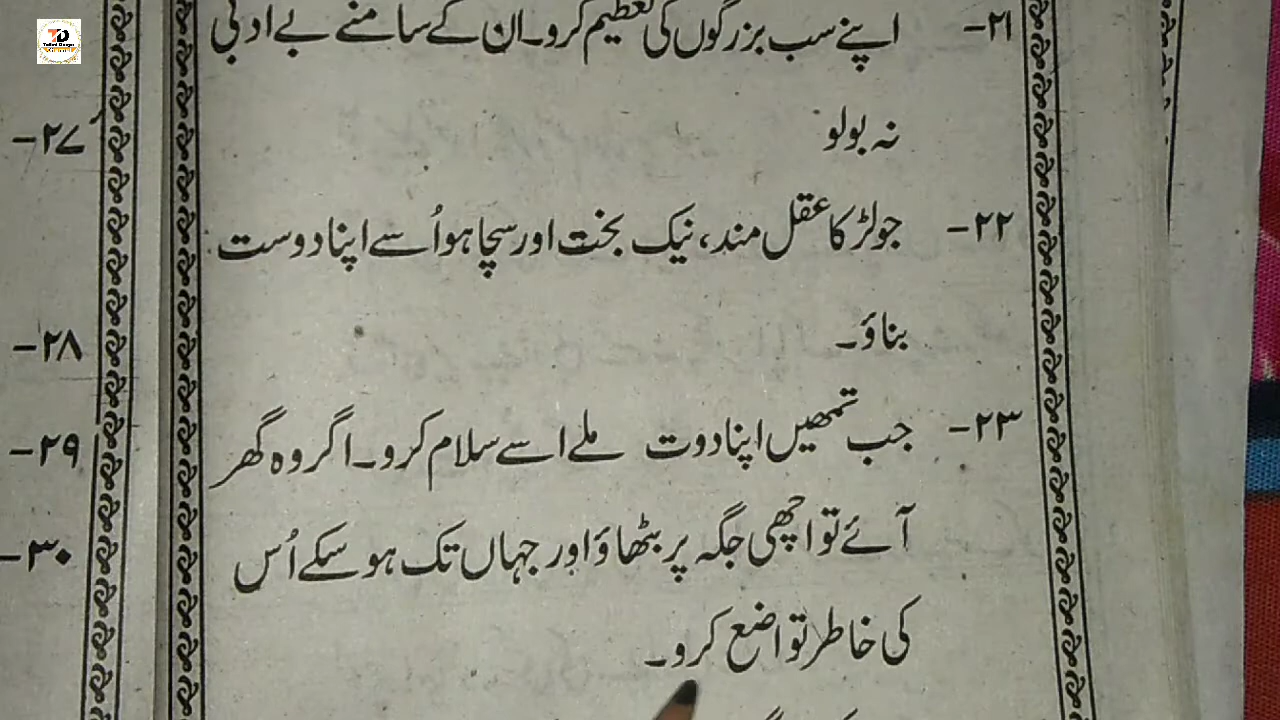 ۲۱- اپنے سب بزرگوں کی تعظیم کرو۔ ان کے سامنے بے ادبی
نہ بولو
۲۲- جو لڑکا عقل مند، نیک بخت اور سچا ہو اُسے اپنا دوست
بناؤ۔
۲۳- جب تمھیں اپنا دوت ملے اسے سلام کرو۔ اگر وہ گھر
آئے تو اچھی جگہ پر بٹھاؤ اور جہاں تک ہو سکے اُس
کی خاطر تواضع کرو۔
۲۷-
۲۸-
۲۹-
۳۰-